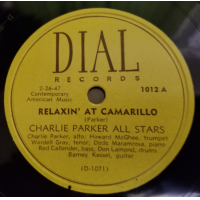 DIAL
RECORDS
2-26-47
Contemporary
American Music
1012 A
RELAXIN' AT CAMARILLO
(Parker)
CHARLIE PARKER ALL STARS
Charlie Parker, alto; Howard McGhee, trumpet
Wardell Gray, tenor; Dodo Marmarosa, piano
Red Callender, bass; Don Lamond, drums
Barney Kessel, guitar
(D-1071)